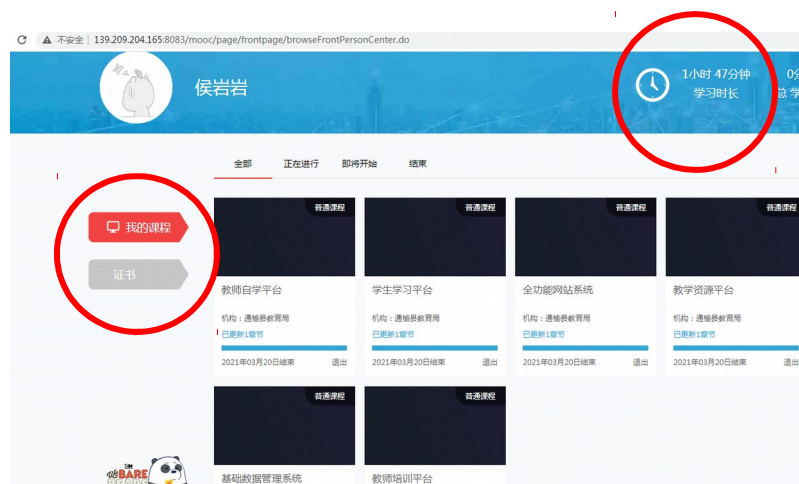 不安全 | 139.209.204.165:8083/mooc/page/frontpage/browseFrontPersonCenter.do
侯岩岩
1小时 47分钟
学习时长
0分
总 学
全部 正在进行 即将开始 结束
我的课程
证书
普通课程 普通课程 普通课程 普通课程
教师自学平台 学生学习平台 全功能网站系统 教学资源平台
机构：通榆县教育局 机构：通榆县教育局 机构：通榆县教育局 机构：通榆县教育局
已更新1章节 已更新1章节 已更新1章节 已更新1章节
2021年03月20日结束 退出 2021年03月20日结束 退出 2021年03月20日结束 退出 2021年03月20日结束 退出
普通课程 普通课程
基础数据管理系统 教师培训平台
BARE